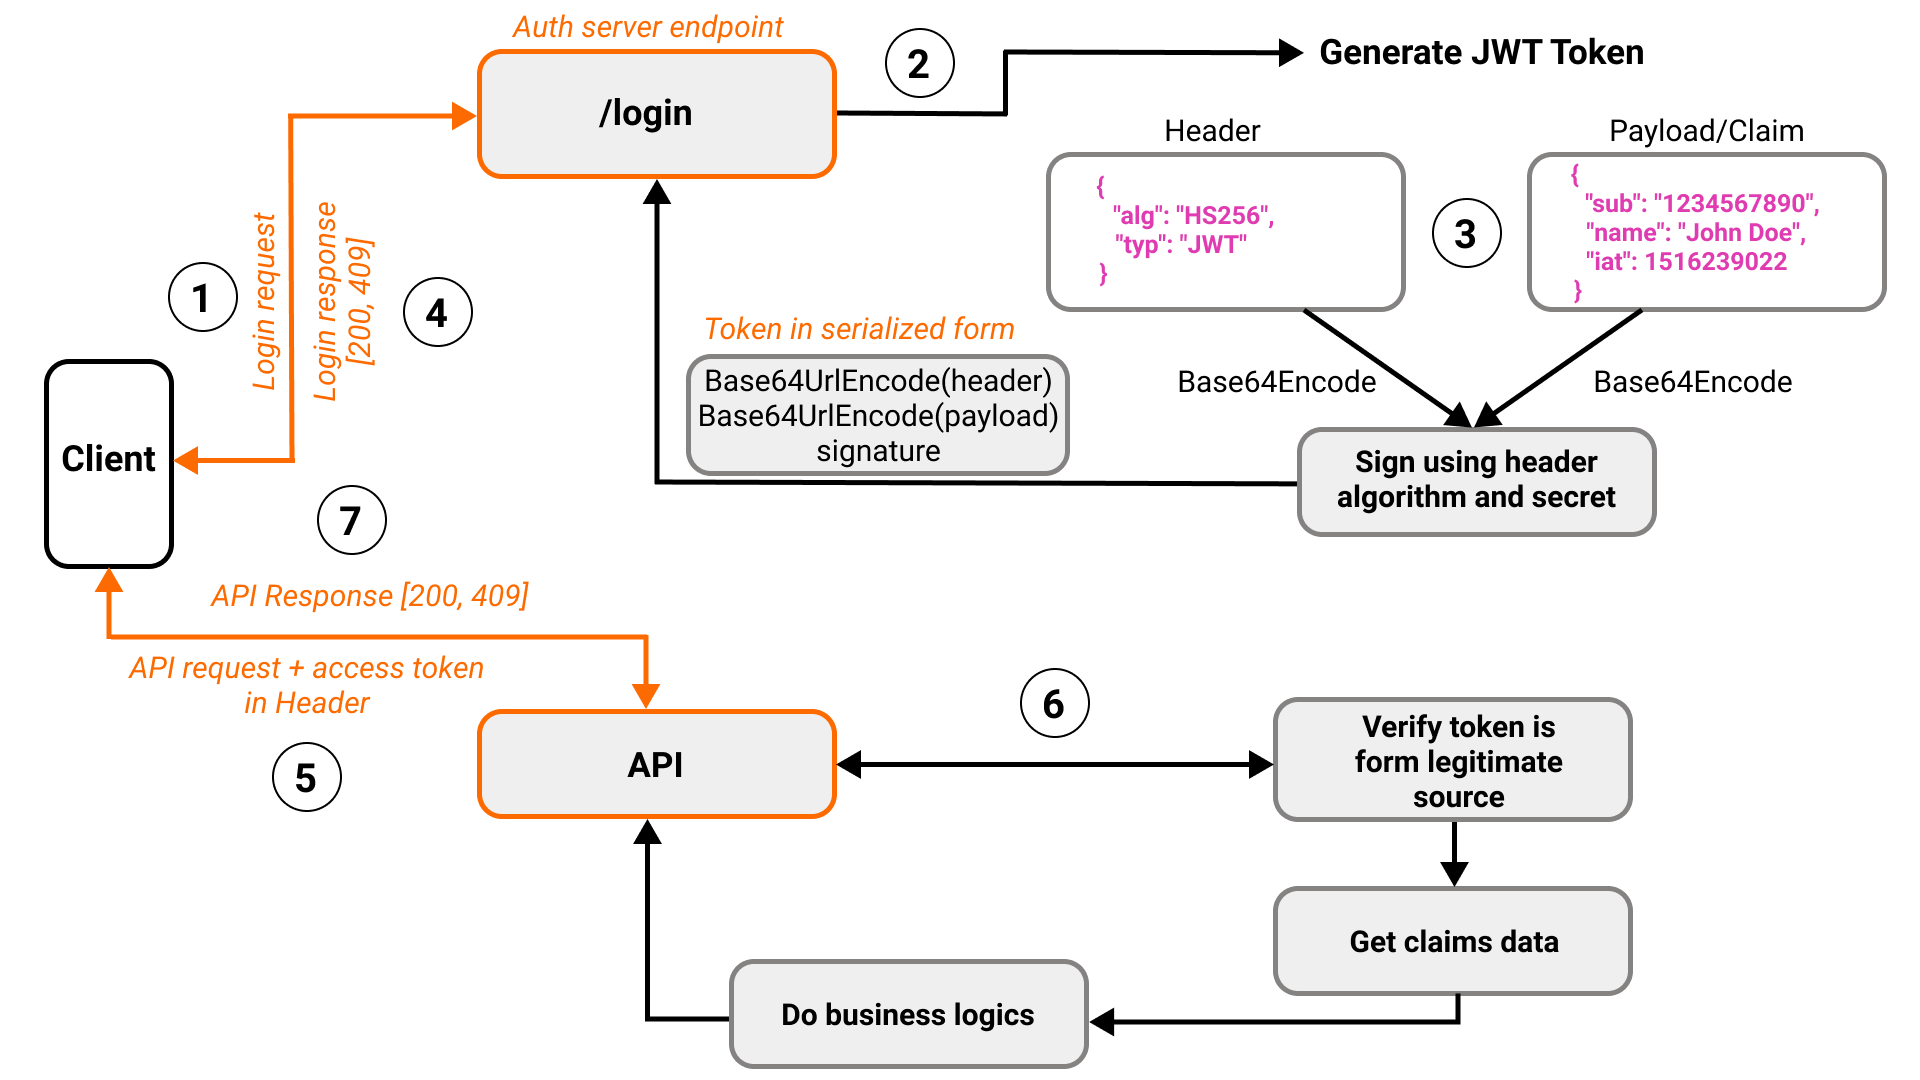 Auth server endpoint
/login
2
Generate JWT Token
Header
{
"alg": "HS256",
"typ": "JWT"
}
3
Payload/Claim
{
"sub": "1234567890",
"name": "John Doe",
"iat": 1516239022
}
1
Login request
Login response
[200, 409]
4
Token in serialized form
Base64UrlEncode(header)
Base64UrlEncode(payload)
signature
Base64Encode
Base64Encode
Sign using header
algorithm and secret
Client
7
API Response [200, 409]
API request + access token
in Header
5
API
6
Verify token is
form legitimate
source
Get claims data
Do business logics